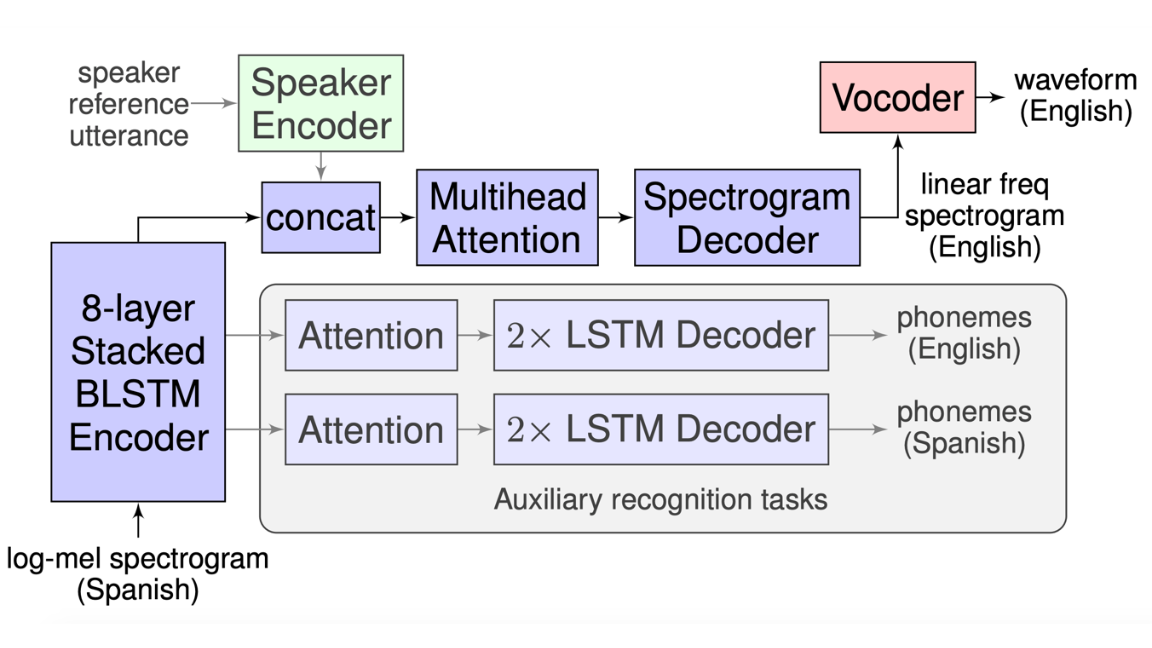 speaker
reference
utterance
Speaker
Encoder
Vocoder
waveform
(English)
concat
Multihead
Attention
Spectrogram
Decoder
linear freq
spectrogram
(English)
8-layer
Stacked
BLSTM
Encoder
Attention
2× LSTM Decoder
phonemes
(English)
Attention
2× LSTM Decoder
phonemes
(Spanish)
Auxiliary recognition tasks
log-mel spectrogram
(Spanish)